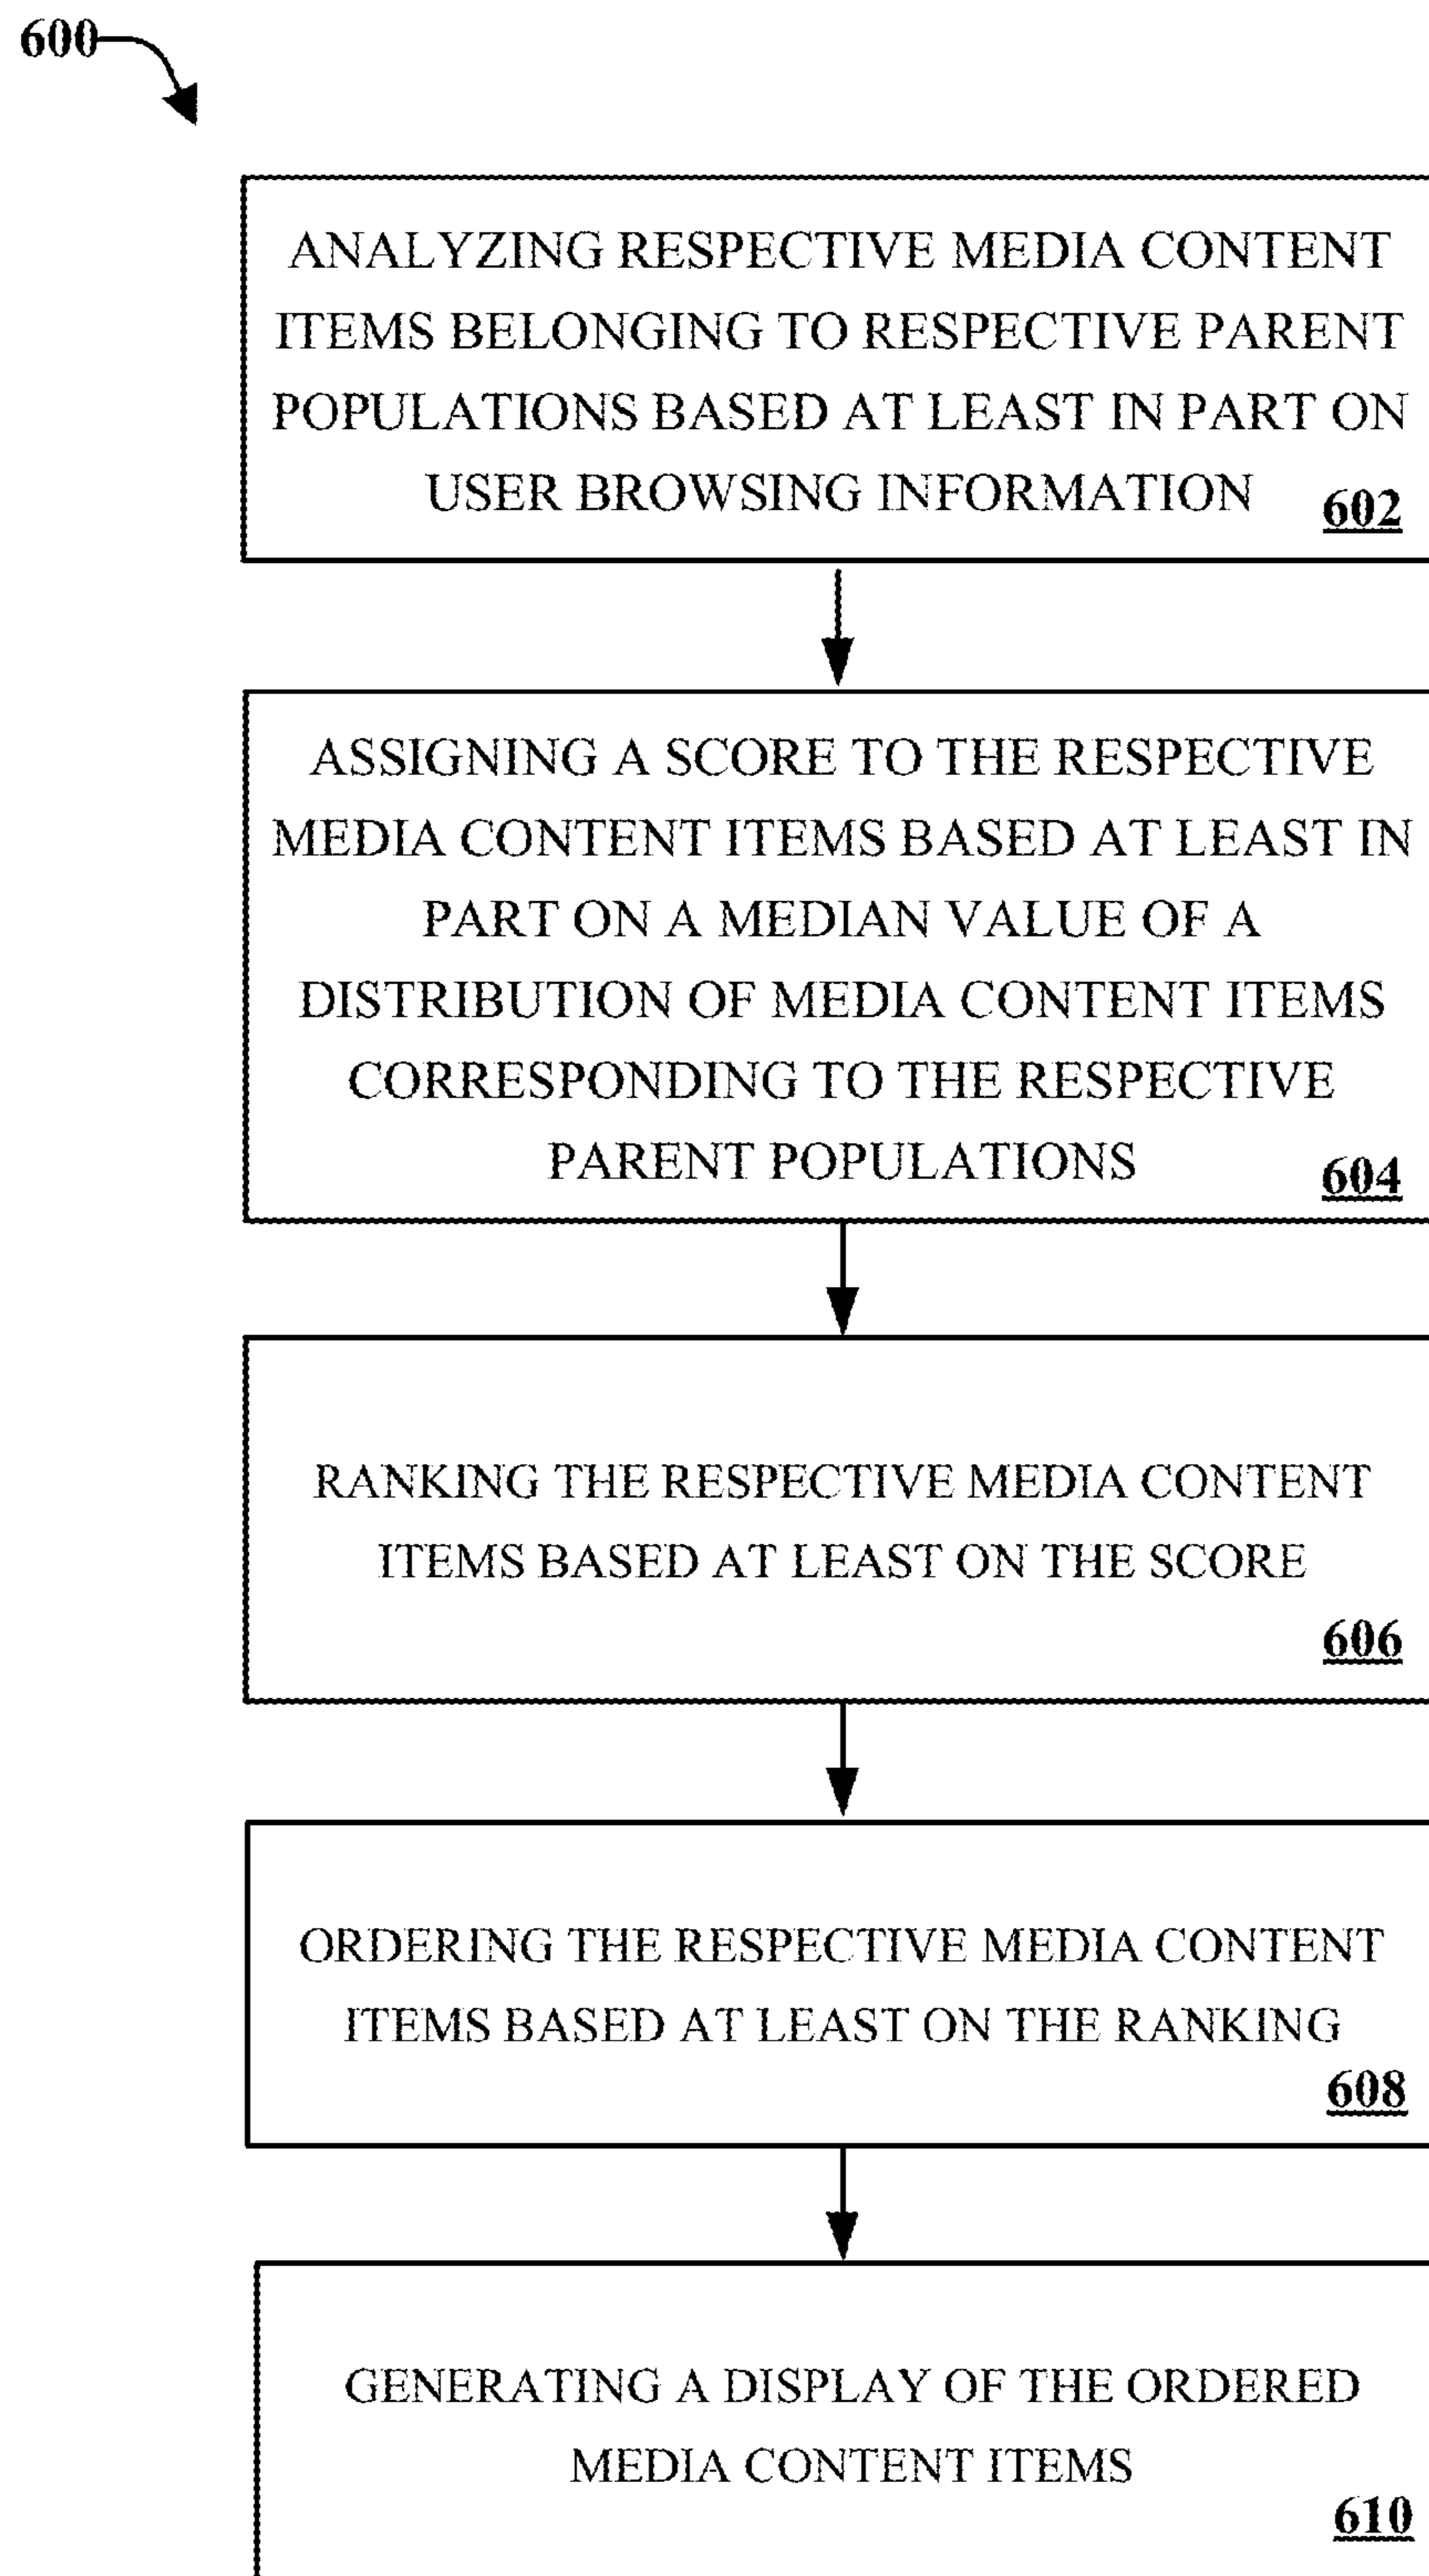 600
ANALYZING RESPECTIVE MEDIA CONTENT
ITEMS BELONGING TO RESPECTIVE PARENT
POPULATIONS BASED AT LEAST IN PART ON
USER BROWSING INFORMATION
602
ASSIGNING A SCORE TO THE RESPECTIVE
MEDIA CONTENT ITEMS BASED AT LEAST IN
PART ON A MEDIAN VALUE OF A
DISTRIBUTION OF MEDIA CONTENT ITEMS
CORRESPONDING TO THE RESPECTIVE
PARENT POPULATIONS
604
RANKING THE RESPECTIVE MEDIA CONTENT
ITEMS BASED AT LEAST ON THE SCORE
606
ORDERING THE RESPECTIVE MEDIA CONTENT
ITEMS BASED AT LEAST ON THE RANKING
608
GENERATING A DISPLAY OF THE ORDERED
MEDIA CONTENT ITEMS
610